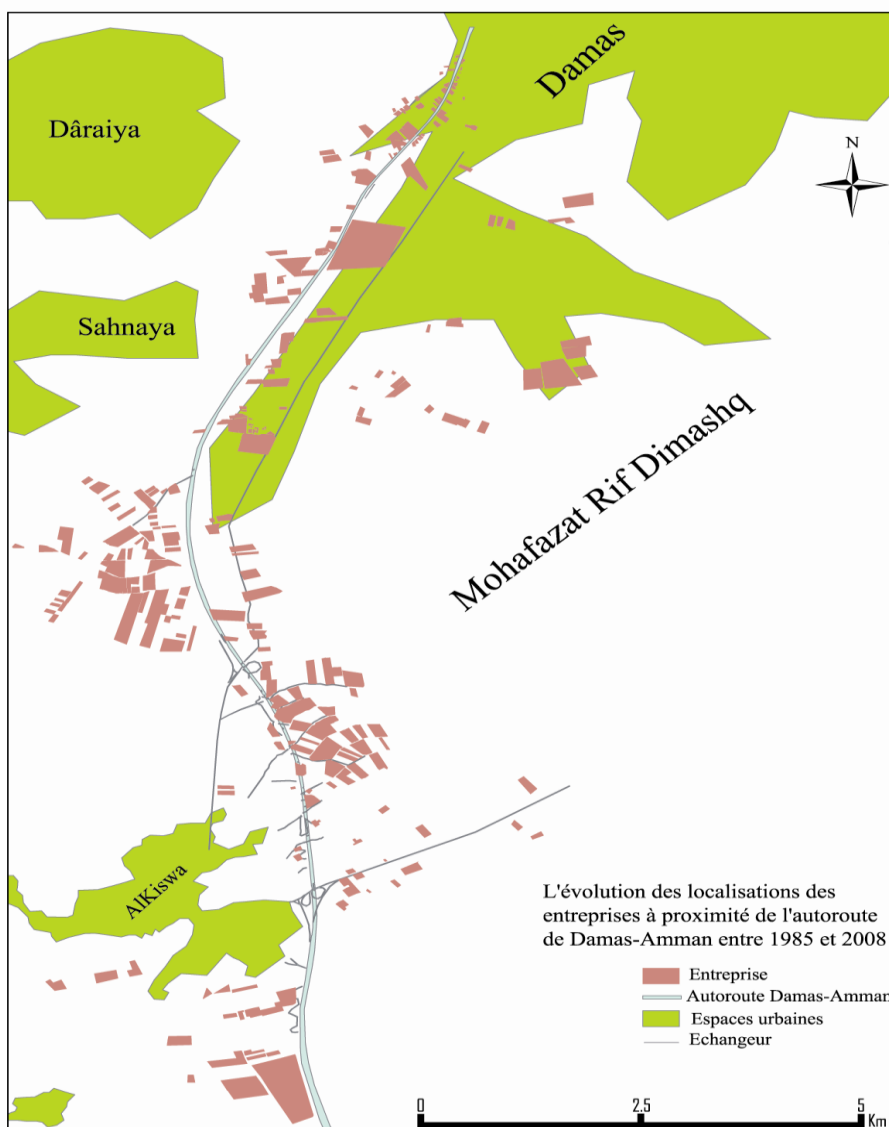 Damas
Dâraiya
N
Sahnaya
Mohafazat Rif Dimashq
AlKiswa
L'évolution des localisations des
entreprises à proximité de l'autoroute
de Damas-Amman entre 1985 et 2008
Entreprise
Autoroute Damas-Amman
Espaces urbaines
Echangeur
0 2.5 5
Km